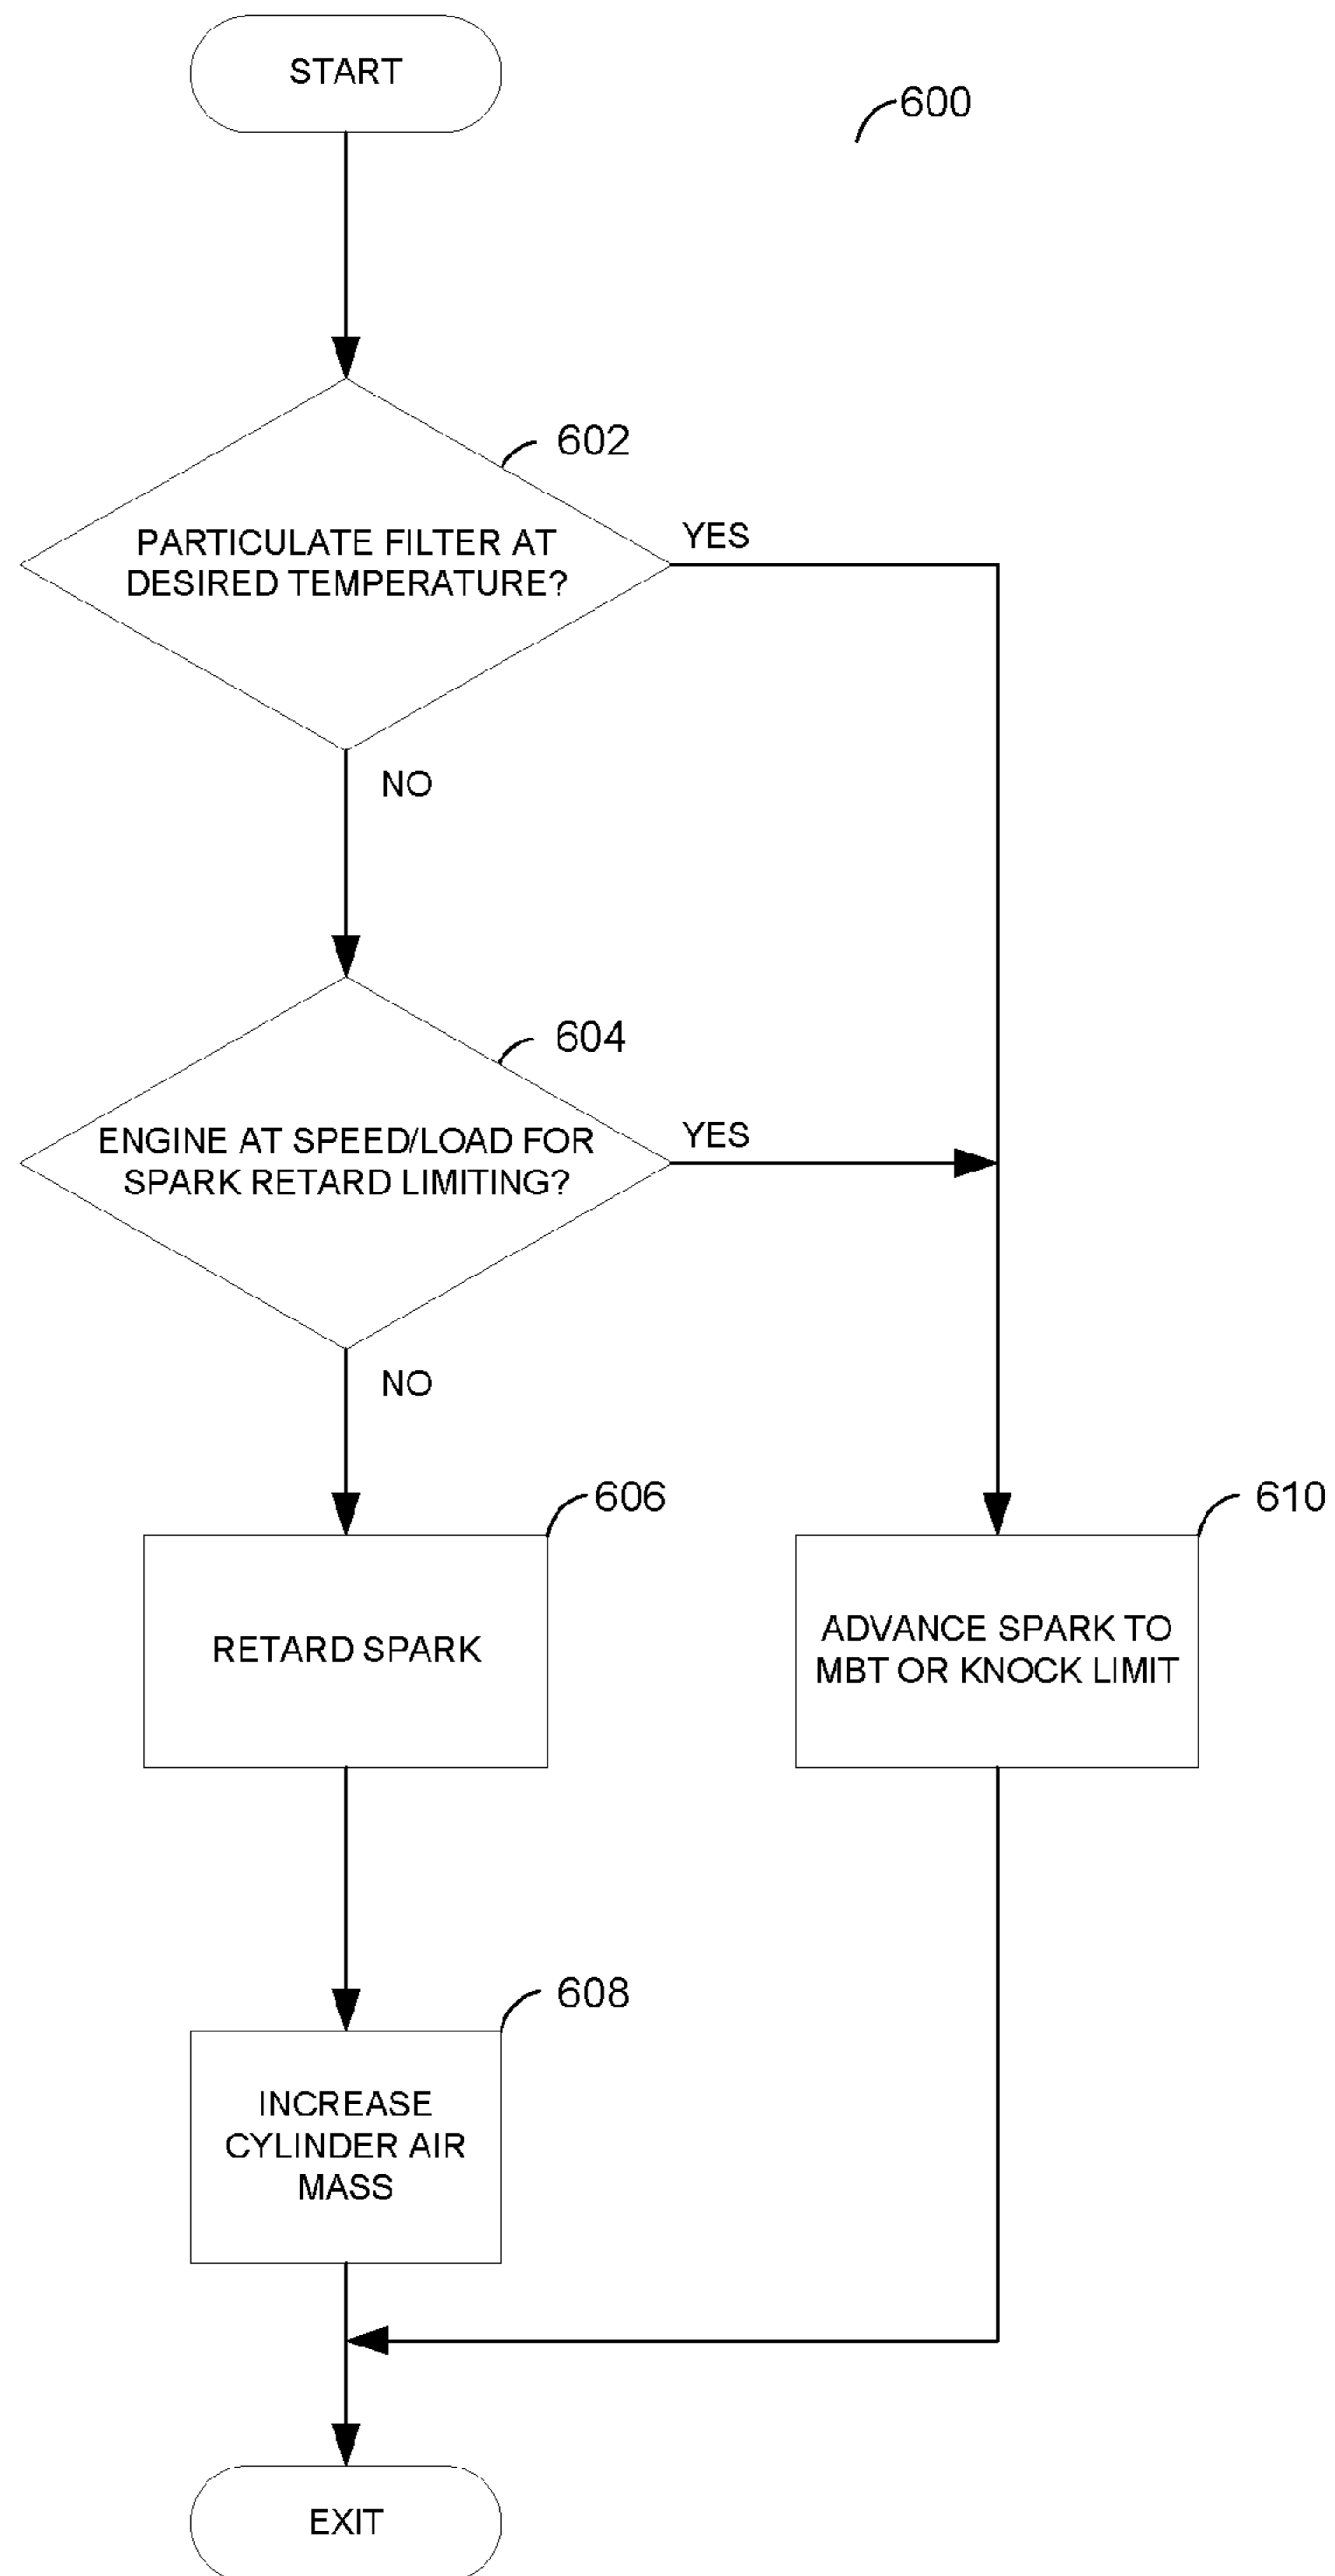 START
600
602
PARTICULATE FILTER AT
DESIRED TEMPERATURE?
YES
NO
604
ENGINE AT SPEED/LOAD FOR
SPARK RETARD LIMITING?
YES
NO
606
RETARD SPARK
610
ADVANCE SPARK TO
MBT OR KNOCK LIMIT
608
INCREASE
CYLINDER AIR
MASS
EXIT